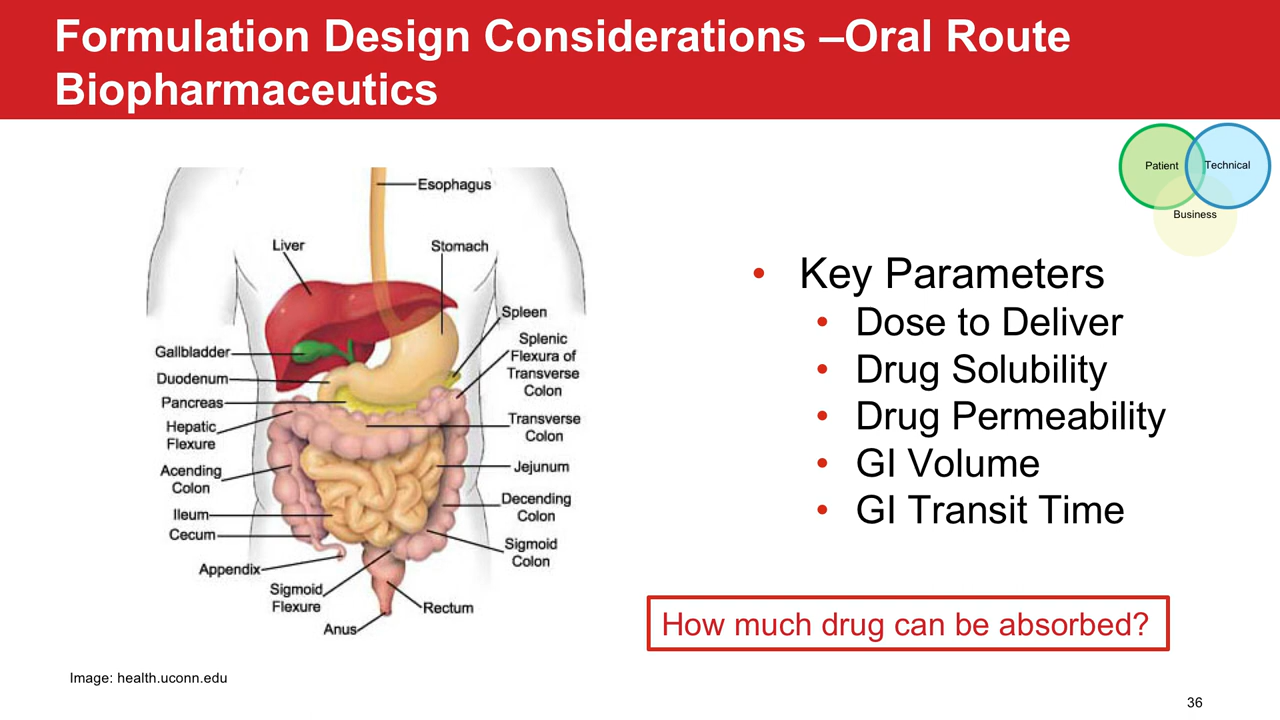 Formulation Design Considerations –Oral Route
Biopharmaceutics
Patient
Technical
Business
Esophagus
Liver
Stomach
Spleen
Splenic
Flexura of
Transverse
Colon
Gallbladder
Duodenum
Pancreas
Hepatic
Flexure
Transverse
Colon
Acending
Colon
Jejunum
Decending
Colon
Ileum
Cecum
Sigmoid
Colon
Appendix
Sigmoid
Flexure
Rectum
Anus
• Key Parameters
• Dose to Deliver
• Drug Solubility
• Drug Permeability
• GI Volume
• GI Transit Time
How much drug can be absorbed?
Image: health.uconn.edu
36